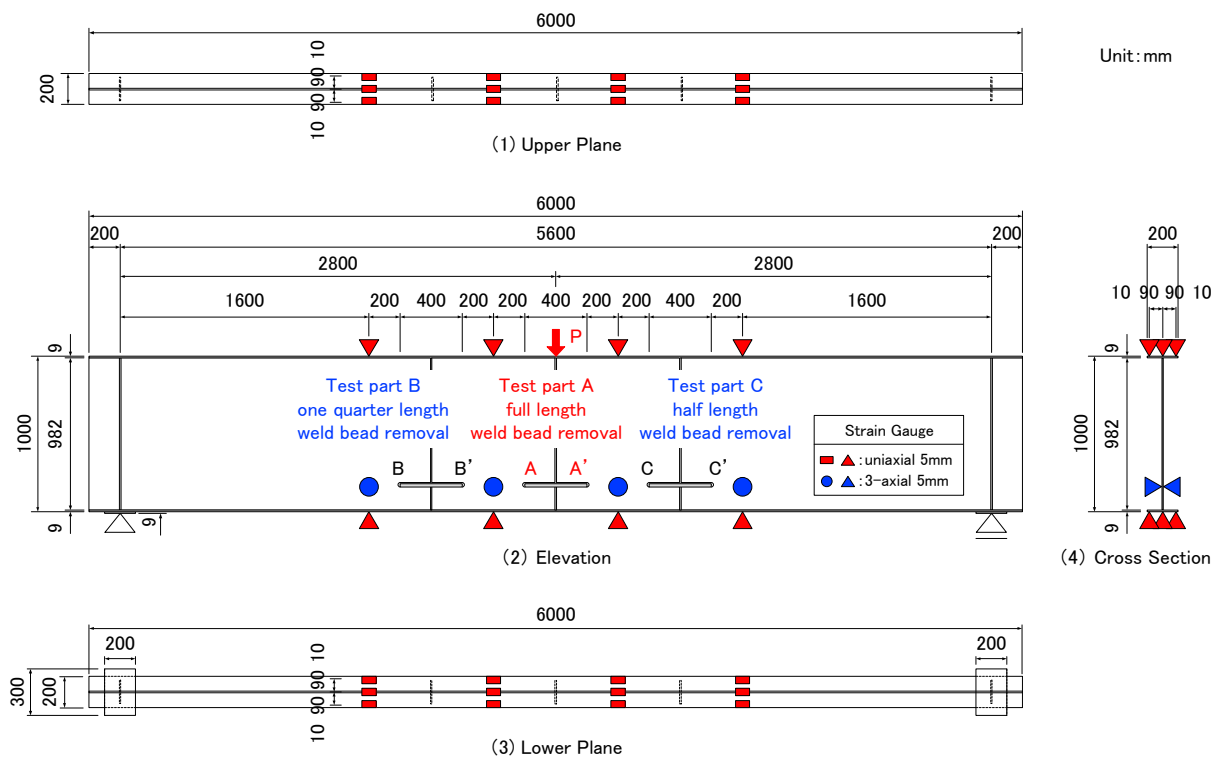 6000
Unit:mm
200
10
90
90
10
(1) Upper Plane
6000
200
5600
200
2800
2800
1600
200
400
200
200
400
200
200
400
200
1600
P
9
1000
982
9
9
Test part B
one quarter length
weld bead removal
Test part A
full length
weld bead removal
Test part C
half length
weld bead removal
B
B'
A
A'
C
C'
Strain Gauge
:uniaxial 5mm
:3-axial 5mm
(2) Elevation
200
10 90 90 10
9
1000
982
9
(4) Cross Section
6000
200
200
300
200
10
90
90
10
(3) Lower Plane